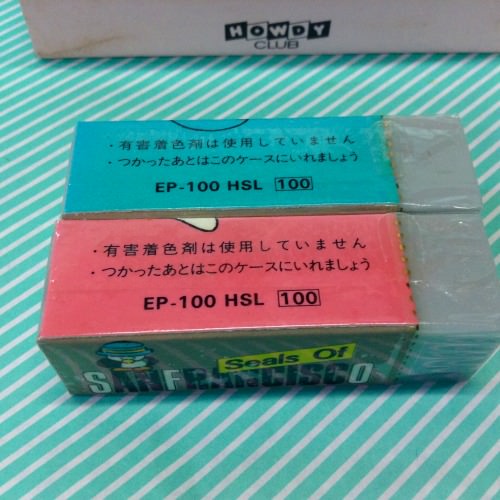 HOWDY
CLUB
・有害着色剤は使用していません
・つかったあとはこのケースにいれましょう
EP-100 HSL 100
・有害着色剤は使用していません
・つかったあとはこのケースにいれましょう
EP-100 HSL 100
Seals Of
SAN FRANCISCO